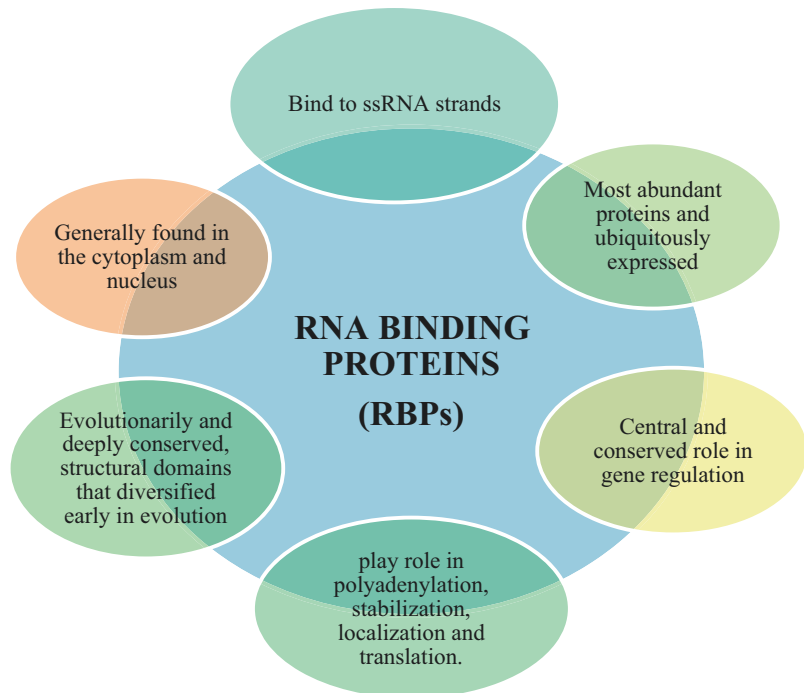 Bind to ssRNA strands
Most abundant
proteins and
ubiquitously
expressed
Generally found in
the cytoplasm and
nucleus
RNA BINDING
PROTEINS
(RBPs)
Evolutionarily and
deeply conserved,
structural domains
that diversified
early in evolution
Central and
conserved role in
gene regulation
play role in
polyadenylation,
stabilization,
localization and
translation.